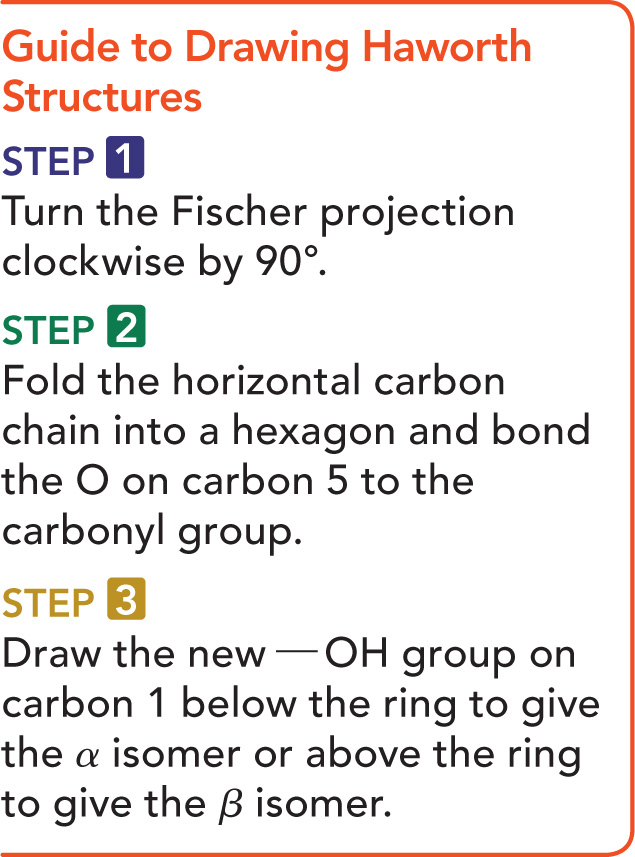 Guide to Drawing Haworth
Structures
STEP 1
Turn the Fischer projection
clockwise by 90°.
STEP 2
Fold the horizontal carbon
chain into a hexagon and bond
the O on carbon 5 to the
carbonyl group.
STEP 3
Draw the new —OH group on
carbon 1 below the ring to give
the α isomer or above the ring
to give the β isomer.